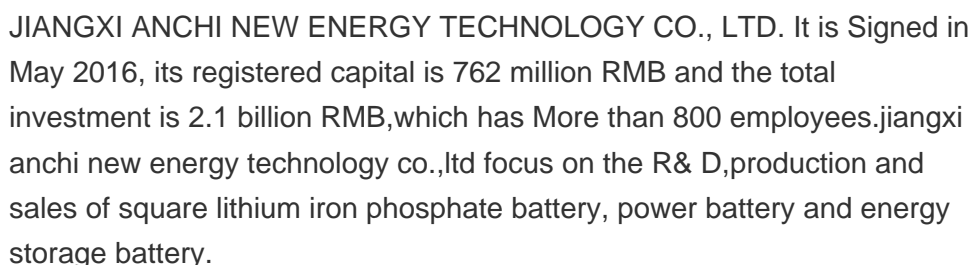 JIANGXI ANCHI NEW ENERGY TECHNOLOGY CO., LTD. It is Signed in
May 2016, its registered capital is 762 million RMB and the total
investment is 2.1 billion RMB,which has More than 800 employees.jiangxi
anchi new energy technology co.,ltd focus on the R& D,production and
sales of square lithium iron phosphate battery, power battery and energy
storage battery.